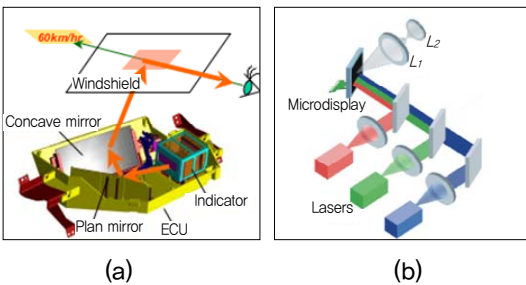 60km/hr
Windshield
Concave mirror
Indicator
Plan mirror
ECU
(a)
L2
L1
Microdisplay
Lasers
(b)